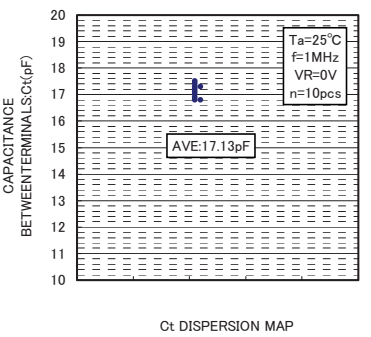 CAPACITANCE
BETWEENTERMINALS:Ct(pF)
20
19
18
17
16
15
14
13
12
11
10
Ta=25°C
f=1MHz
VR=0V
n=10pcs
AVE:17.13pF
Ct DISPERSION MAP